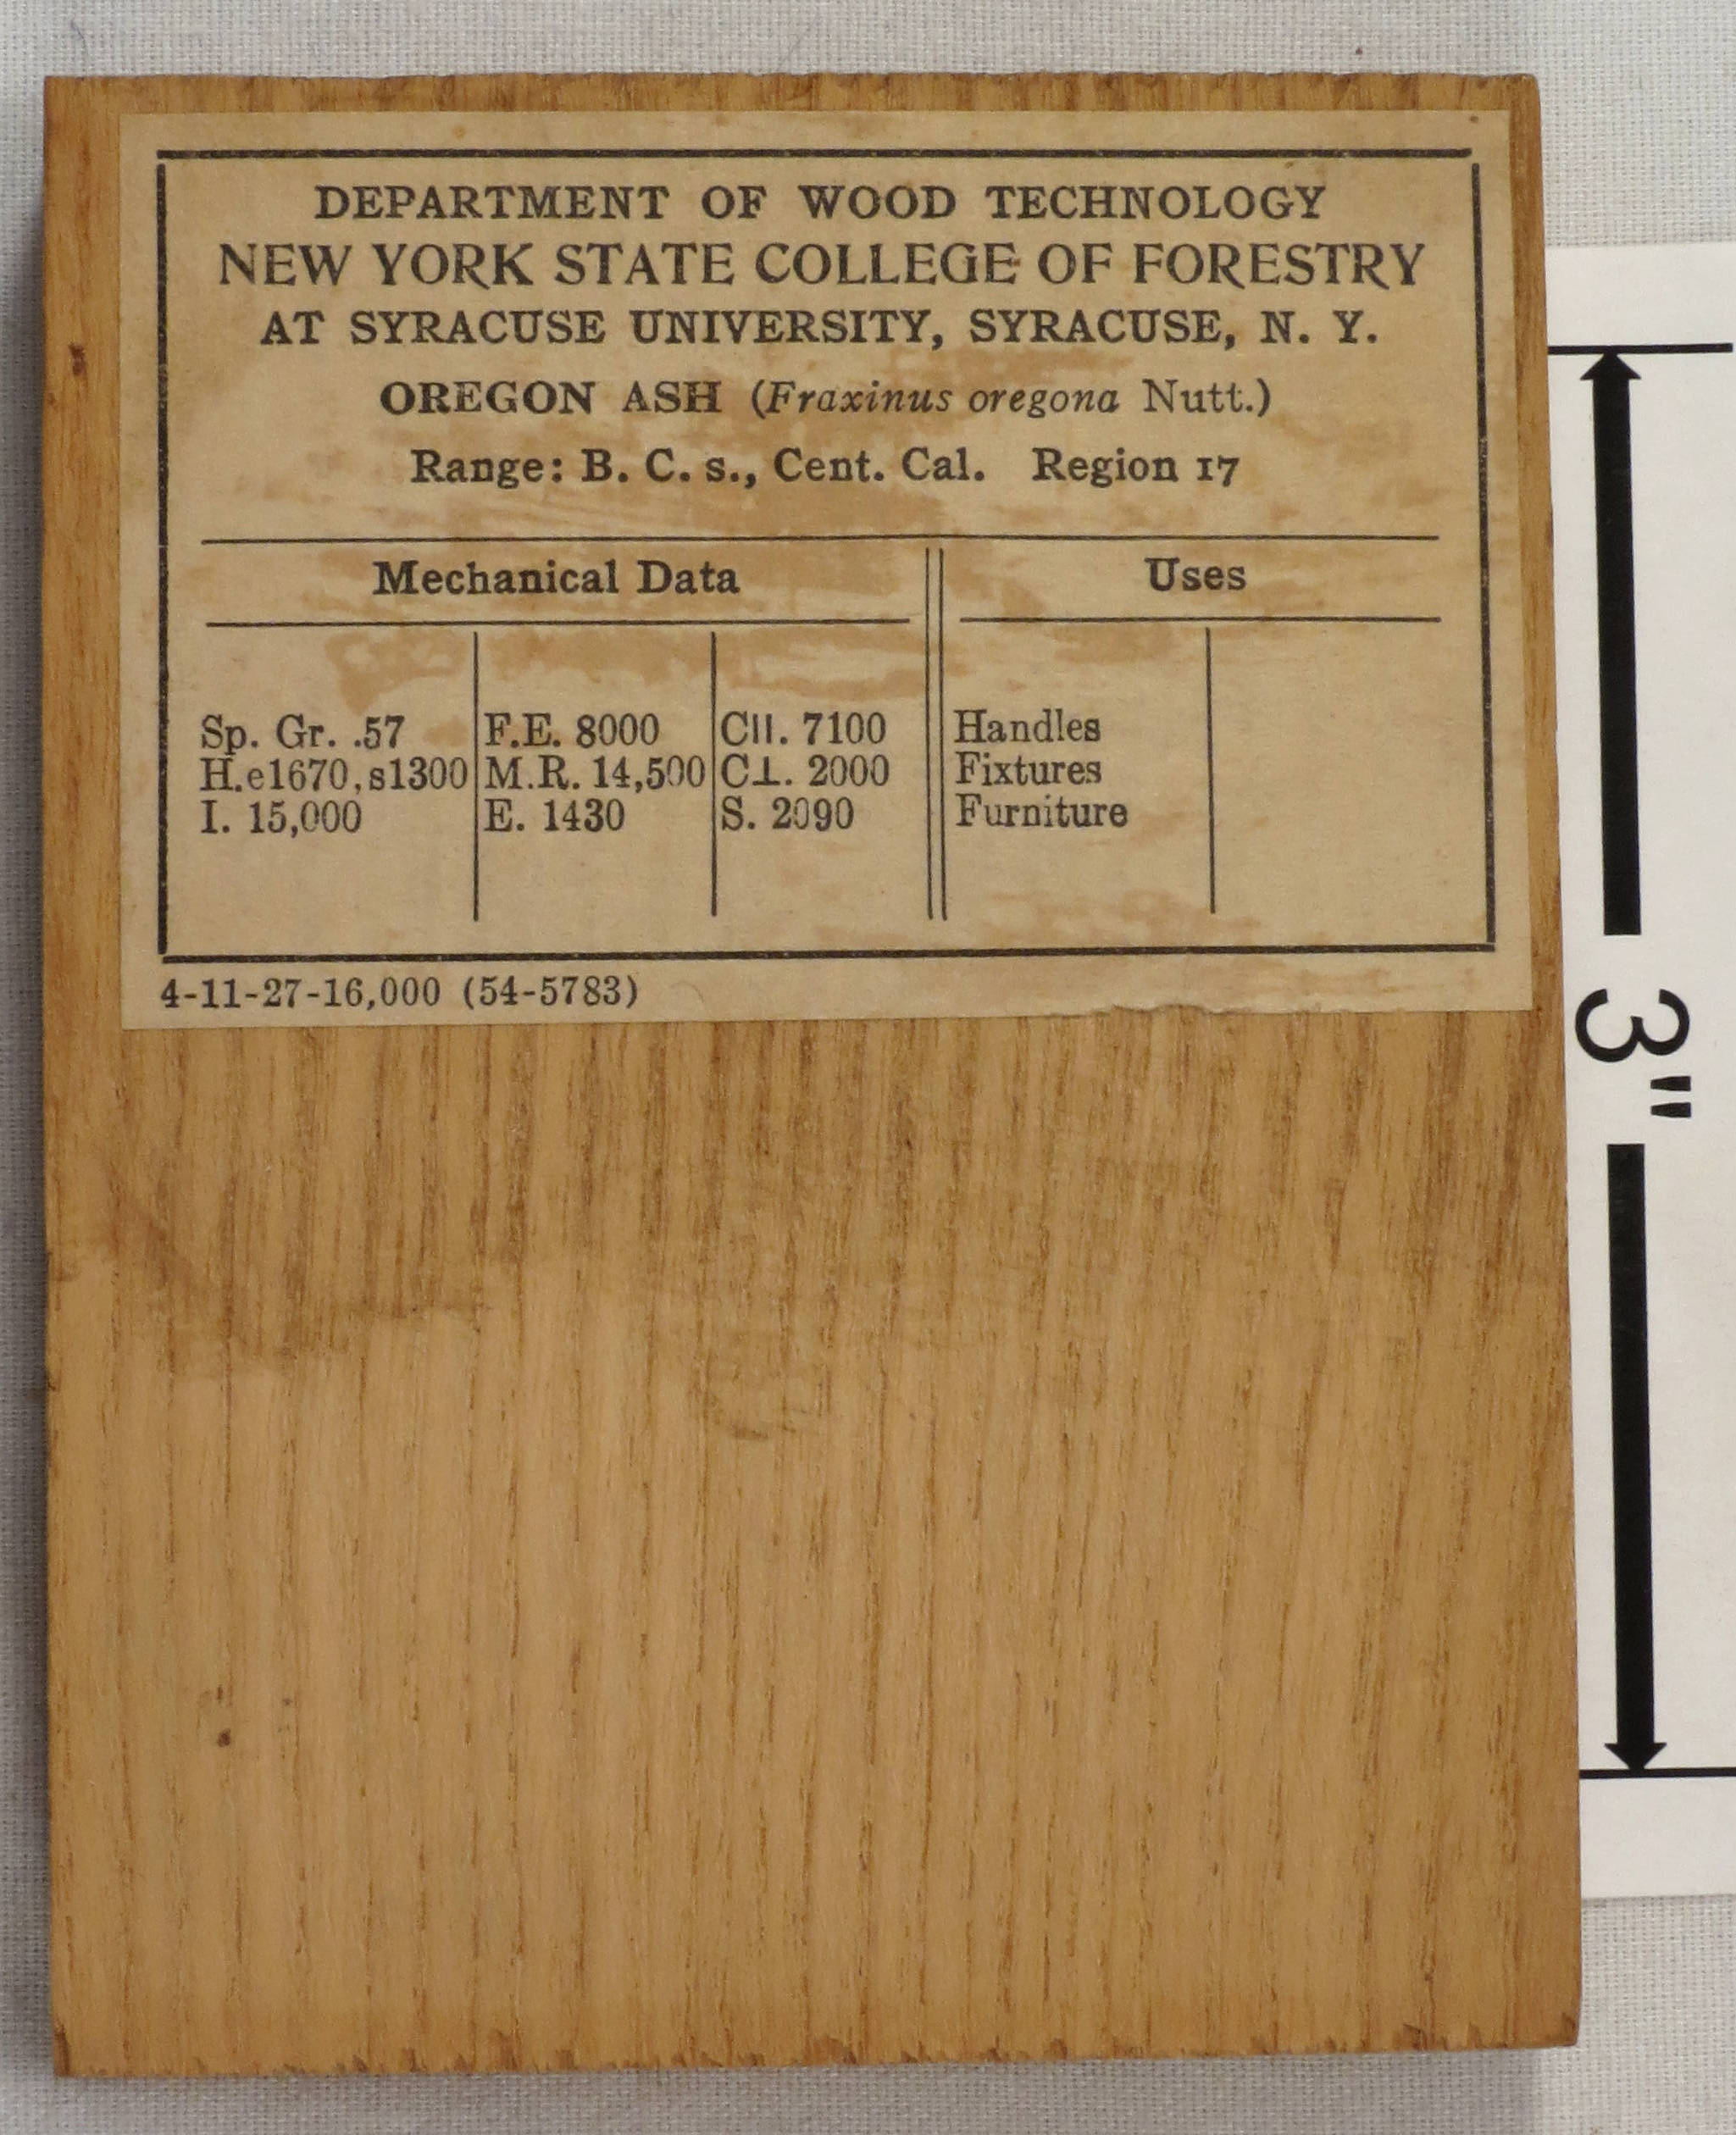 DEPARTMENT OF WOOD TECHNOLOGY
NEW YORK STATE COLLEGE OF FORESTRY
AT SYRACUSE UNIVERSITY, SYRACUSE, N. Y.
OREGON ASH (Fraxinus oregona Nutt.)
Range: B. C. s., Cent. Cal. Region 17
Mechanical Data
Sp. Gr. .57
H.e1670, s1300
I. 15,000
F.E. 8000
M.R. 14,500
E. 1430
C||. 7100
C⊥. 2000
S. 2090
Uses
Handles
Fixtures
Furniture
4-11-27-16,000 (54-5783)
3"